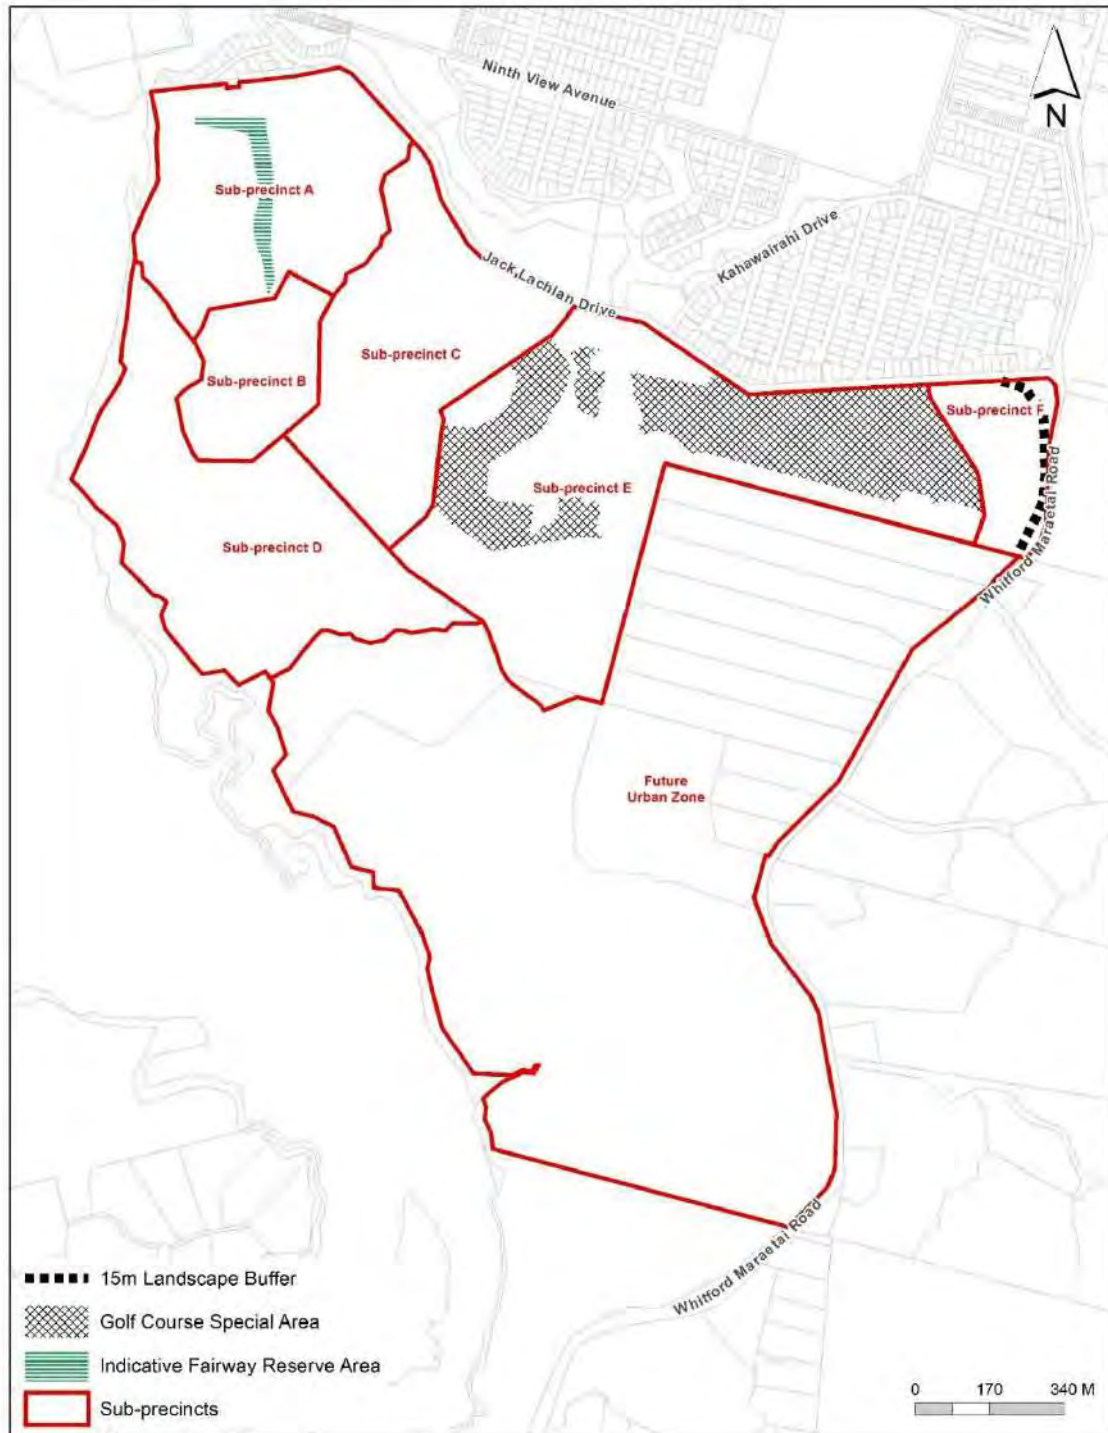 Ninth View Avenue
N
Sub-precinct A
Kahawairahi Drive
Jack Lachlan Drive
Sub-precinct C
Sub-precinct B
Sub-precinct F
Whitford Maraetai Road
Sub-precinct E
Sub-precinct D
Future
Urban Zone
Whitford Maraetai Road
15m Landscape Buffer
Golf Course Special Area
Indicative Fairway Reserve Area
Sub-precincts
0 170 340 M